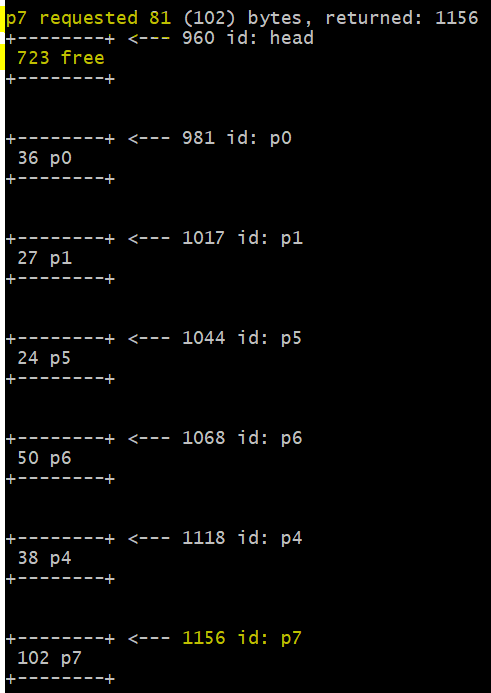 p7 requested 81 (102) bytes, returned: 1156
+--------+ <--- 960 id: head
 723 free
+--------+
+--------+ <--- 981 id: p0
 36 p0
+--------+
+--------+ <--- 1017 id: p1
 27 p1
+--------+
+--------+ <--- 1044 id: p5
 24 p5
+--------+
+--------+ <--- 1068 id: p6
 50 p6
+--------+
+--------+ <--- 1118 id: p4
 38 p4
+--------+
+--------+ <--- 1156 id: p7
 102 p7
+--------+